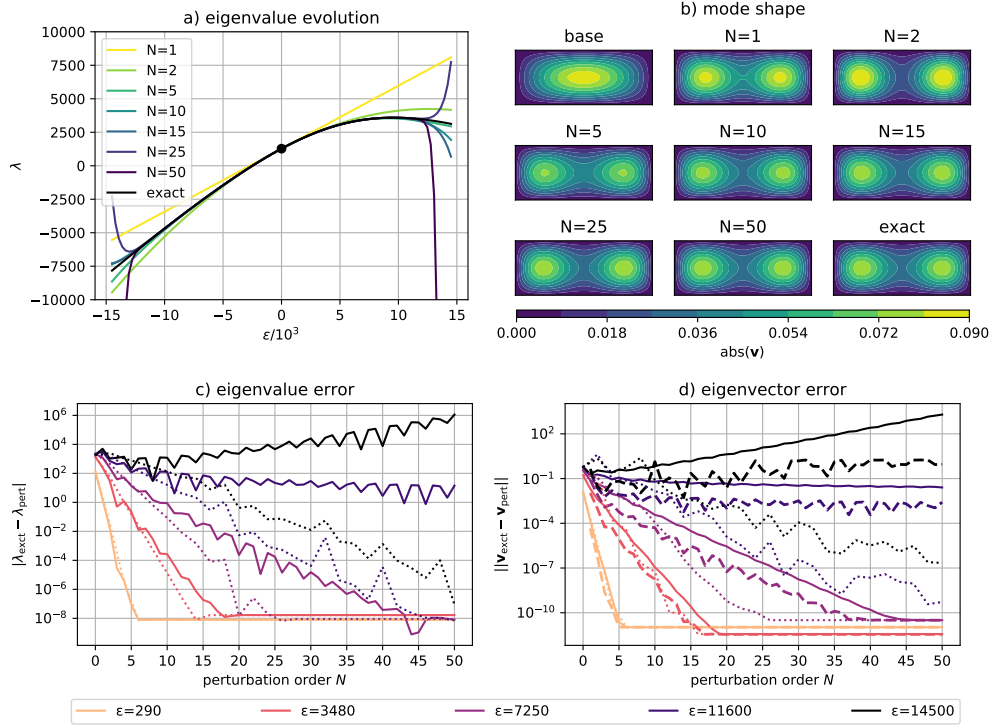 a) eigenvalue evolution
10000
7500
5000
2500
0
−2500
−5000
−7500
−10000
λ
N=1
N=2
N=5
N=10
N=15
N=25
N=50
exact
−15 −10 −5 0 5 10 15
ε/10³
b) mode shape
base N=1 N=2
N=5 N=10 N=15
N=25 N=50 exact
0.000 0.018 0.036 0.054 0.072 0.090
abs(v)
c) eigenvalue error
10⁶
10⁴
10²
10⁰
10⁻²
10⁻⁴
10⁻⁶
10⁻⁸
|λexct − λpert|
0 5 10 15 20 25 30 35 40 45 50
perturbation order N
d) eigenvector error
10²
10⁻¹
10⁻⁴
10⁻⁷
10⁻¹⁰
||vexct − vpert||
0 5 10 15 20 25 30 35 40 45 50
perturbation order N
ε=290 ε=3480 ε=7250 ε=11600 ε=14500